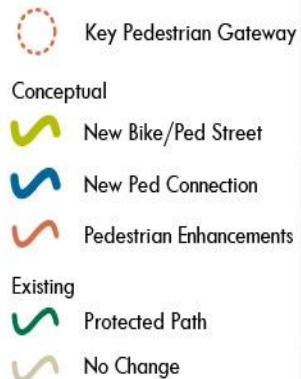 Key Pedestrian Gateway
Conceptual
New Bike/Ped Street
New Ped Connection
Pedestrian Enhancements
Existing
Protected Path
No Change